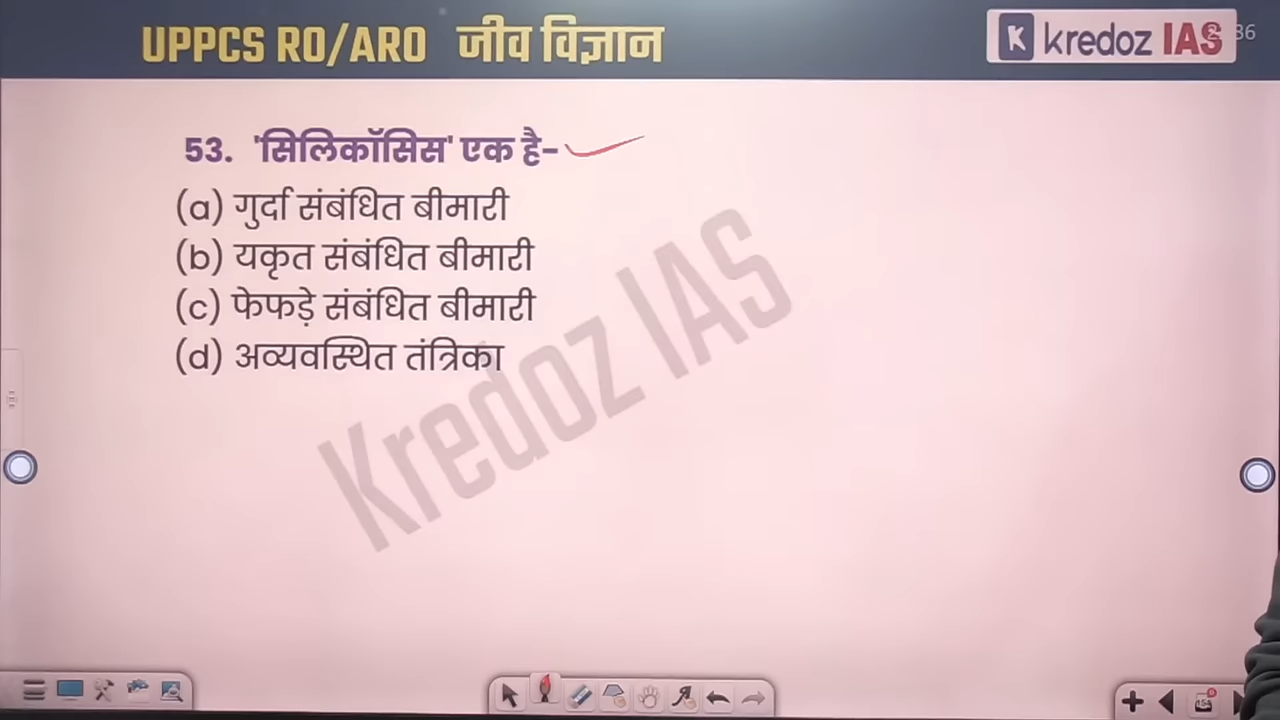 UPPCS RO/ARO जीव विज्ञान
kredoz IAS
53. 'सिलिकॉसिस' एक है-
(a) गुर्दा संबंधित बीमारी
(b) यकृत संबंधित बीमारी
(c) फेफड़े संबंधित बीमारी
(d) अव्यवस्थित तंत्रिका
Kredoz IAS